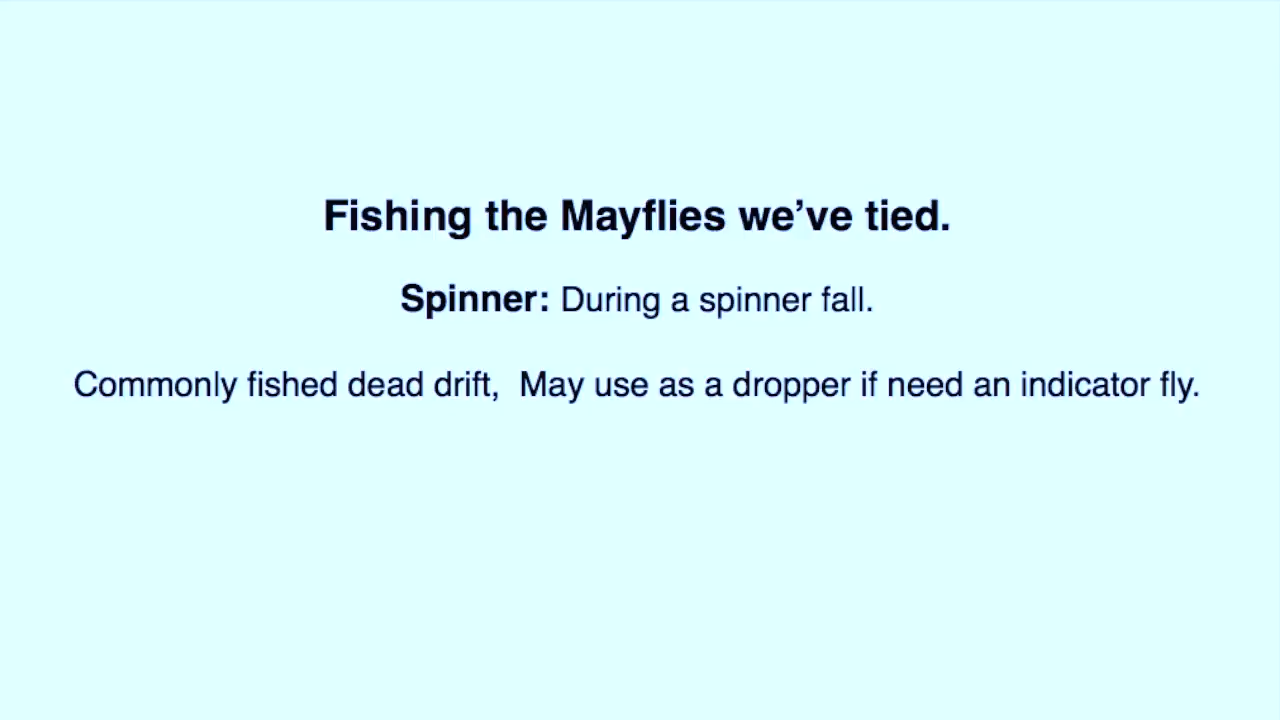 Fishing the Mayflies we’ve tied.
Spinner: During a spinner fall.
Commonly fished dead drift,  May use as a dropper if need an indicator fly.